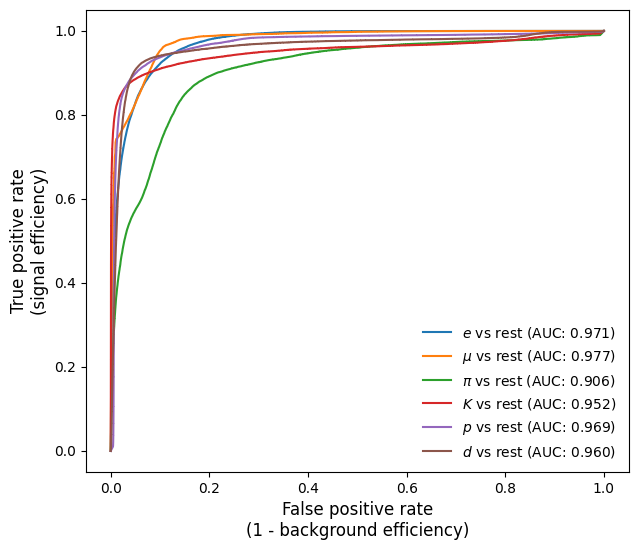 1.0
0.8
0.6
0.4
0.2
0.0
True positive rate
(signal efficiency)
e vs rest (AUC: 0.971)
μ vs rest (AUC: 0.977)
π vs rest (AUC: 0.906)
K vs rest (AUC: 0.952)
p vs rest (AUC: 0.969)
d vs rest (AUC: 0.960)
0.0 0.2 0.4 0.6 0.8 1.0
False positive rate
(1 - background efficiency)